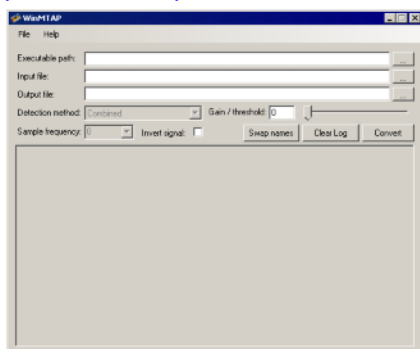 WinMTAP
File Help
Executable path: ...
Input file: ...
Output file: ...
Detection method: Combined Gain / threshold: 0
Sample frequency: 0 Invert signal: Swap names Clear Log Convert